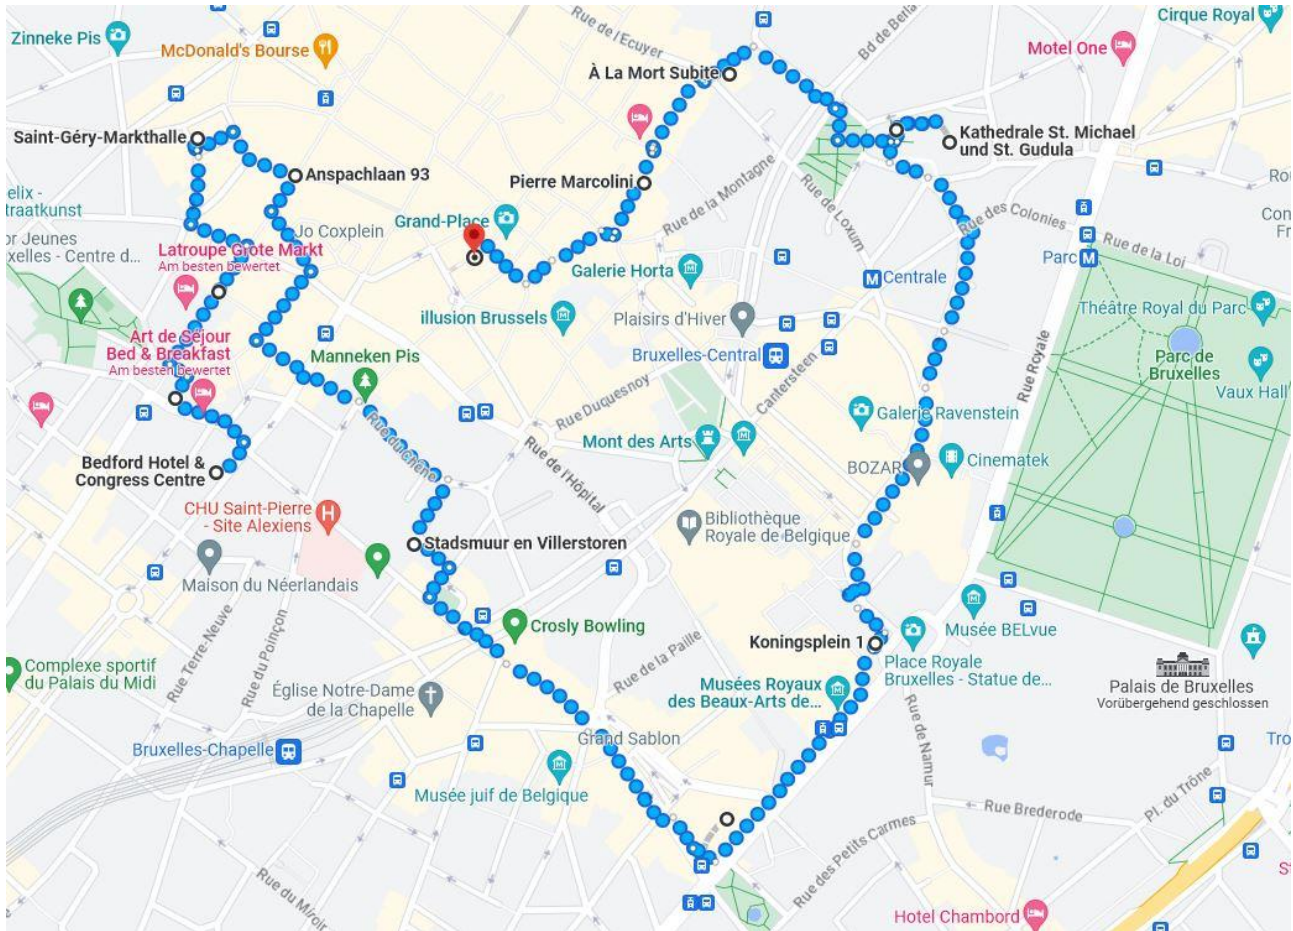 Zinneke Pis
McDonald's Bourse
Rue de l'Ecuyer
Bd de Berla
Cirque Royal
Motel One
À La Mort Subite
Saint-Géry-Markthalle
Anspachlaan 93
Pierre Marcolini
Kathedrale St. Michael
und St. Gudula
Rue de la Montagne
Rue de Loxum
Rue des Colonies
Rue de la Loi
elix -
traatkunst
or Jeunes
xelles - Centre d...
Jo Coxplein
Grand-Place
Latroupe Grote Markt
Am besten bewertet
Galerie Horta
Centrale
Parc
M
Rou
Con
Fr
Art de Séjour
Bed & Breakfast
Am besten bewertet
illusion Brussels
Plaisirs d'Hiver
Bruxelles-Central
Manneken Pis
Théâtre Royal du Parc
Parc de
Bruxelles
Vaux Hall
Rue Royale
Rue Duquesnoy
Cantersteen
Galerie Ravenstein
Rue du Chêne
Rue de l'Hôpital
Mont des Arts
BOZAR
Cinematek
Bedford Hotel &
Congress Centre
CHU Saint-Pierre
- Site Alexiens
H
Stadsmuur en Villerstoren
Bibliothèque
Royale de Belgique
Maison du Néerlandais
Crosly Bowling
Koningsplein 1
Musée BELvue
Rue Terre-Neuve
Rue du Poinçon
Rue de la Paille
Complexe sportif
du Palais du Midi
Église Notre-Dame
de la Chapelle
Musées Royaux
des Beaux-Arts de...
Place Royale
Bruxelles - Statue de...
Palais de Bruxelles
Vorübergehend geschlossen
Bruxelles-Chapelle
Grand Sablon
Rue de Namur
Tro
Musée juif de Belgique
Rue Brederode
Pl. du Trône
Rue des Petits Carmes
Rue du Miroir
Hotel Chambord
St